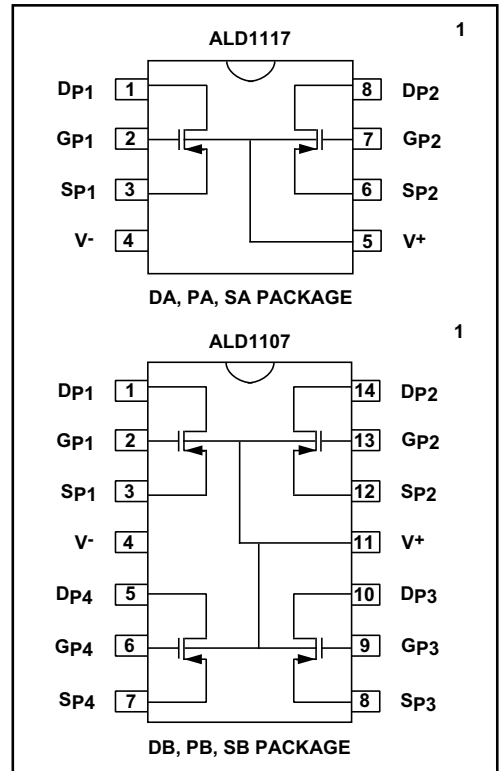 1
ALD1117
DP1 1 8 DP2
GP1 2 7 GP2
SP1 3 6 SP2
V- 4 5 V+
DA, PA, SA PACKAGE
1
ALD1107
DP1 1 14 DP2
GP1 2 13 GP2
SP1 3 12 SP2
V- 4 11 V+
DP4 5 10 DP3
GP4 6 9 GP3
SP4 7 8 SP3
DB, PB, SB PACKAGE